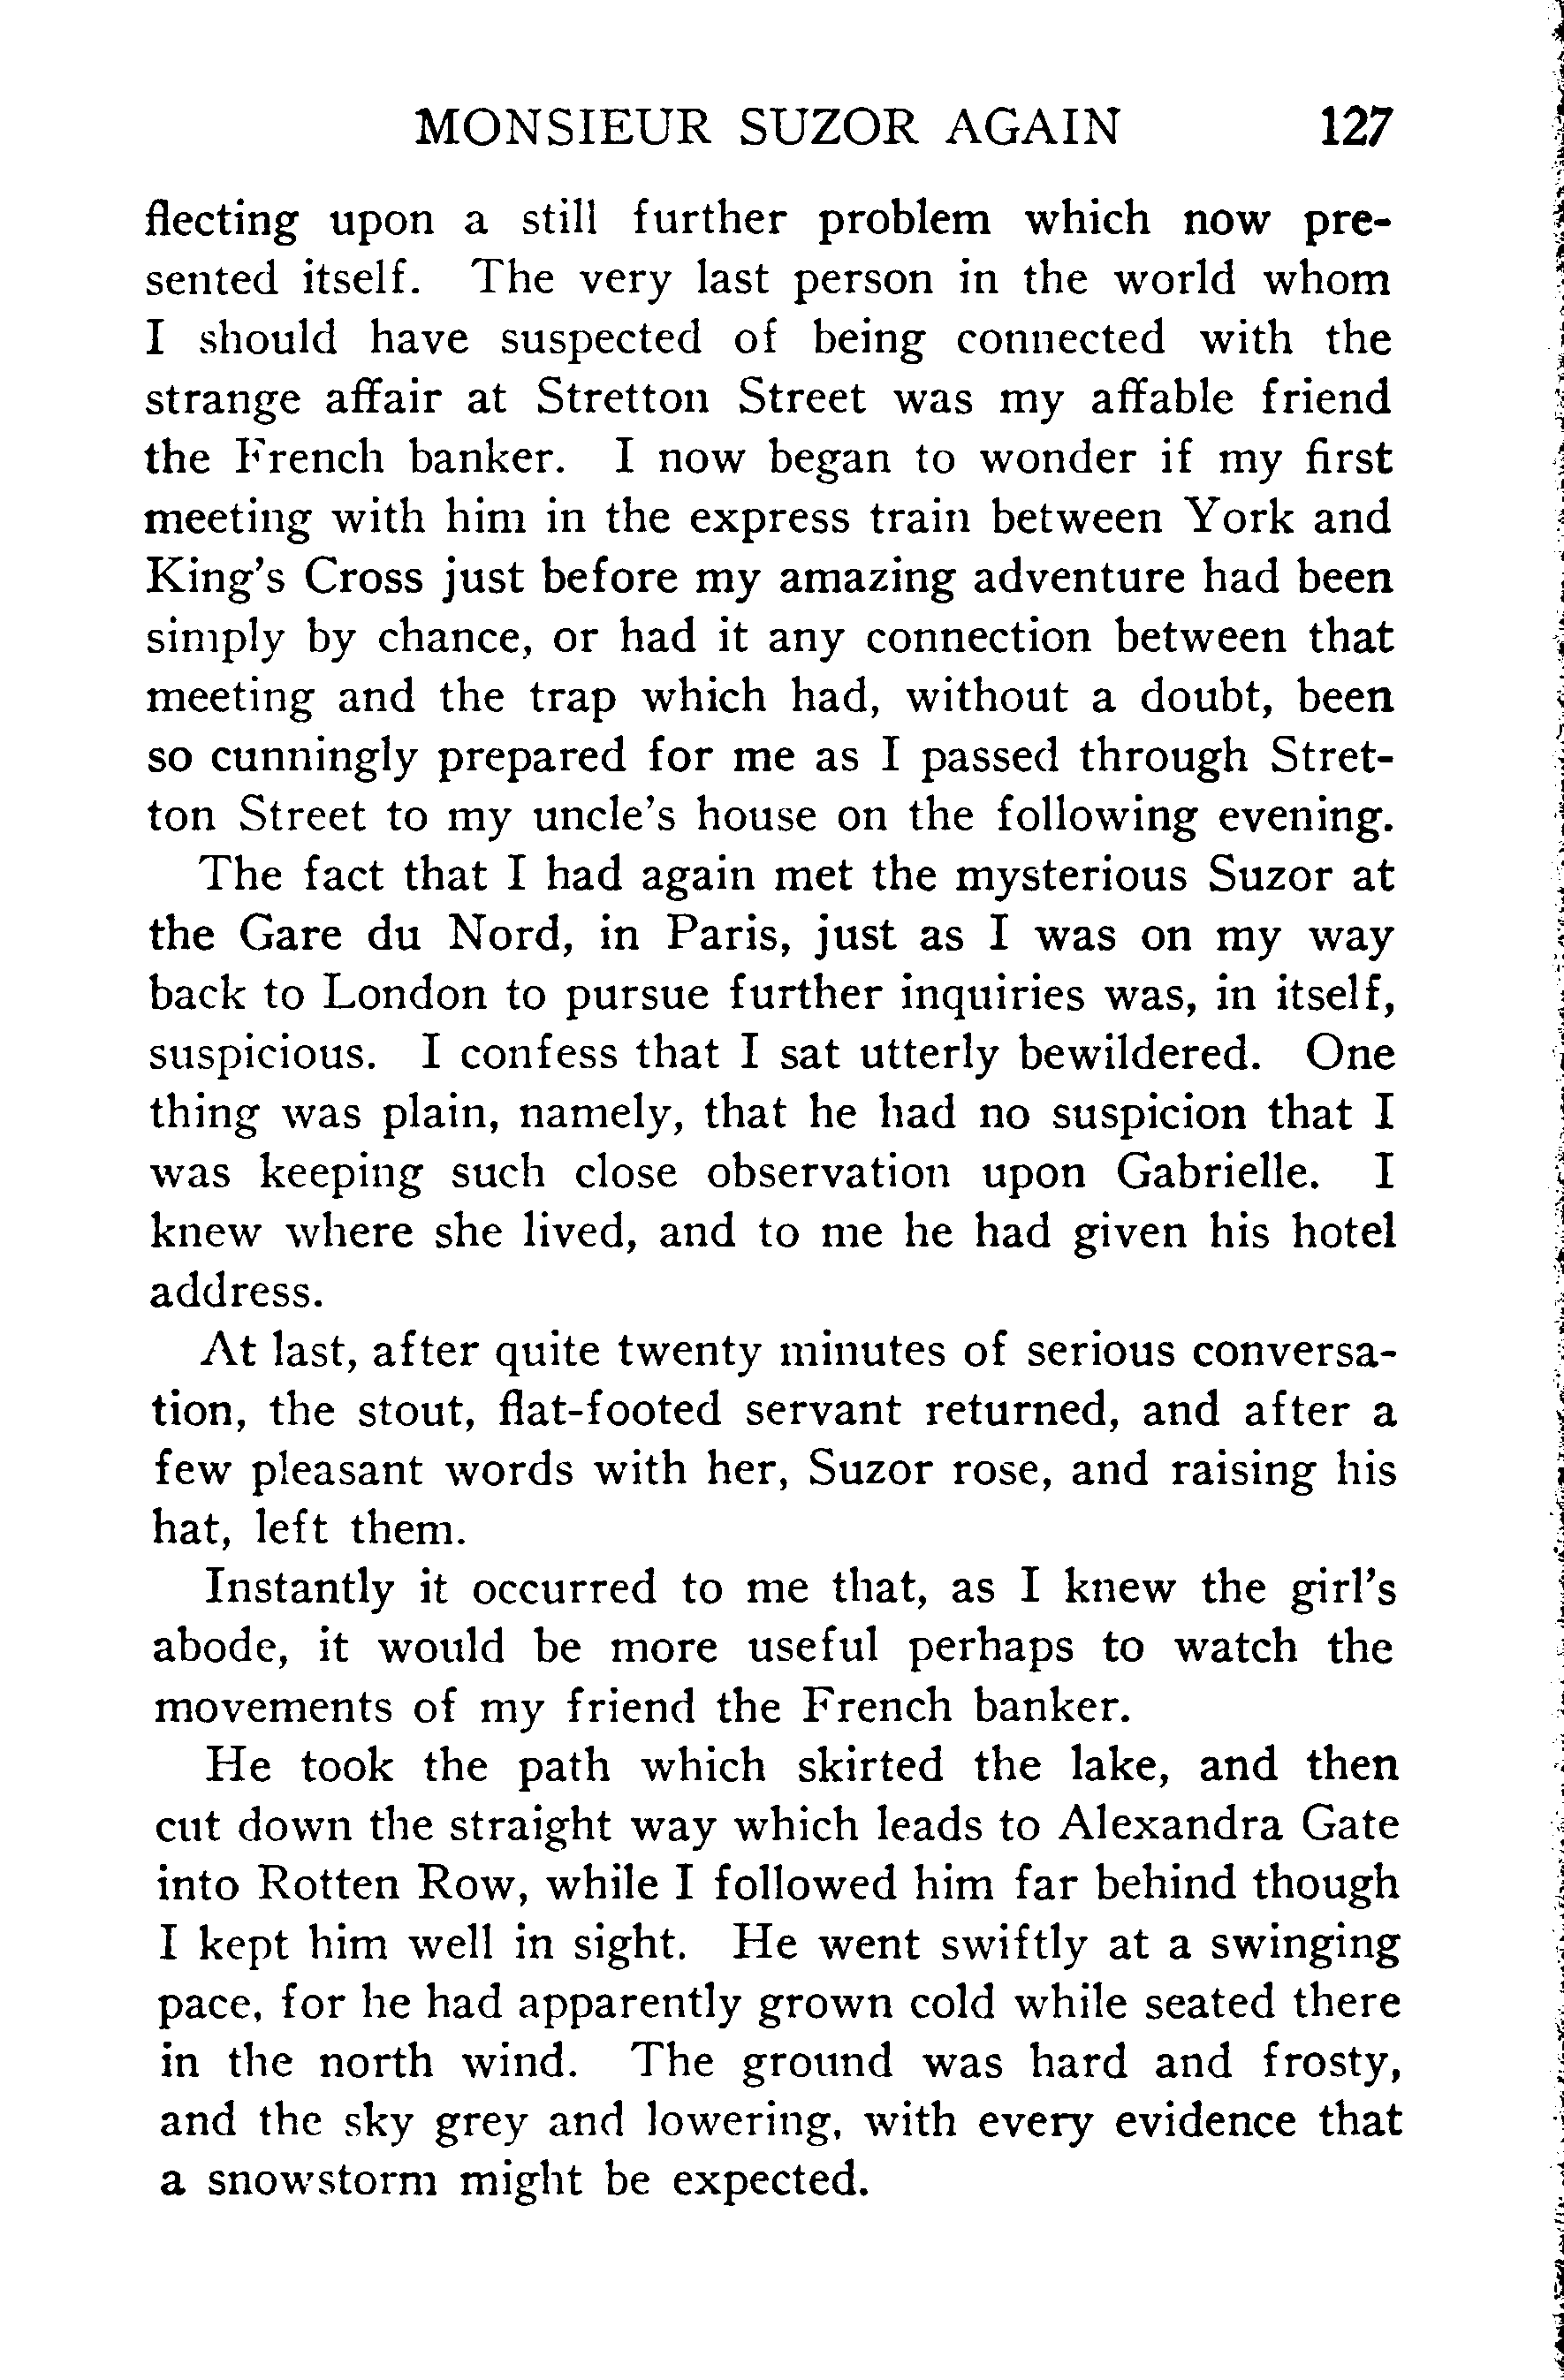 MONSIEUR SUZOR AGAIN 127
flecting upon a still further problem which now pre-
sented itself. The very last person in the world whom
I should have suspected of being connected with the
strange affair at Stretton Street was my affable friend
the French banker. I now began to wonder if my first
meeting with him in the express train between York and
King's Cross just before my amazing adventure had been
simply by chance, or had it any connection between that
meeting and the trap which had, without a doubt, been
so cunningly prepared for me as I passed through Stret-
ton Street to my uncle's house on the following evening.
The fact that I had again met the mysterious Suzor at
the Gare du Nord, in Paris, just as I was on my way
back to London to pursue further inquiries was, in itself,
suspicious. I confess that I sat utterly bewildered. One
thing was plain, namely, that he had no suspicion that I
was keeping such close observation upon Gabrielle. I
knew where she lived, and to me he had given his hotel
address.
At last, after quite twenty minutes of serious conversa-
tion, the stout, flat-footed servant returned, and after a
few pleasant words with her, Suzor rose, and raising his
hat, left them.
Instantly it occurred to me that, as I knew the girl's
abode, it would be more useful perhaps to watch the
movements of my friend the French banker.
He took the path which skirted the lake, and then
cut down the straight way which leads to Alexandra Gate
into Rotten Row, while I followed him far behind though
I kept him well in sight. He went swiftly at a swinging
pace, for he had apparently grown cold while seated there
in the north wind. The ground was hard and frosty,
and the sky grey and lowering, with every evidence that
a snowstorm might be expected.